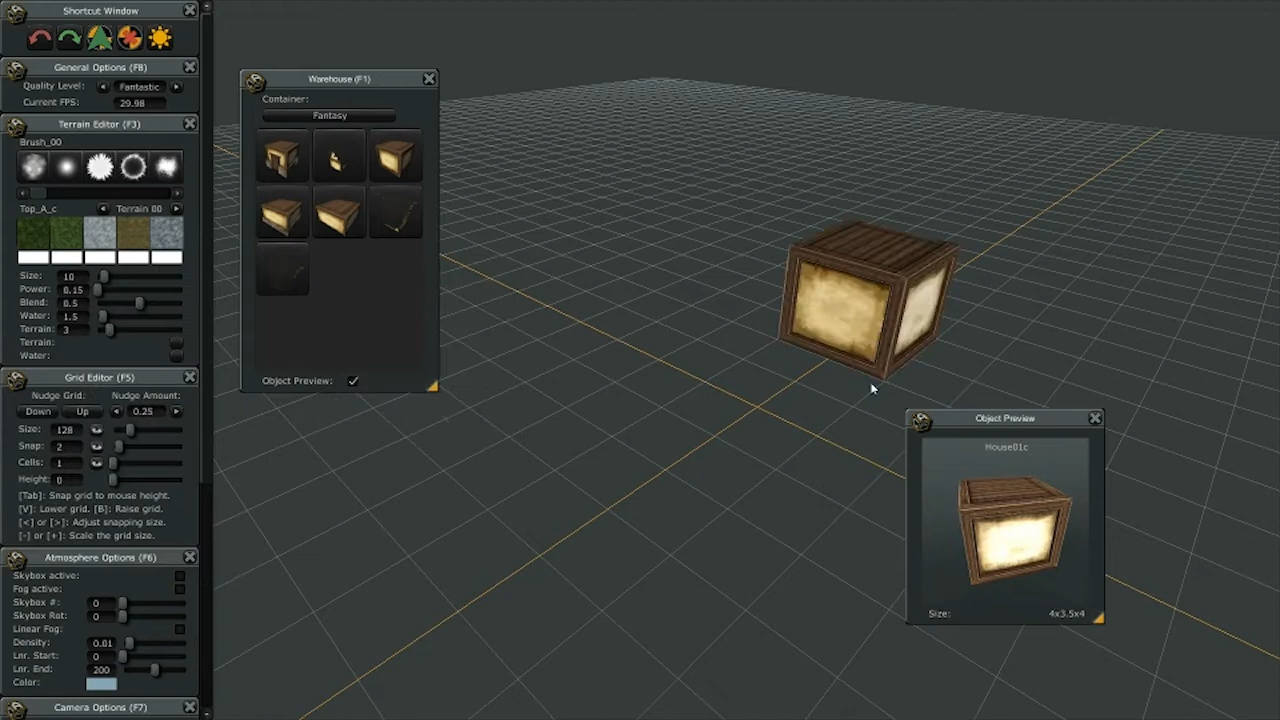 Shortcut Window
General Options (F8)
Quality Level: Fantastic
Current FPS: 29.98
Terrain Editor (F3)
Brush_00
Top_A_c Terrain 00
Size: 10
Power: 0.15
Blend: 0.5
Water: 1.5
Terrain: 3
Terrain:
Water:
Grid Editor (F5)
Nudge Grid: Nudge Amount:
Down Up 0.25
Size: 128
Snap: 2
Cells: 1
Height: 0
[Tab]: Snap grid to mouse height.
[V]: Lower grid. [B]: Raise grid.
[<] or [>]: Adjust snapping size.
[-] or [+]: Scale the grid size.
Atmosphere Options (F6)
Skybox active:
Fog active:
Skybox #: 0
Skybox Rot: 0
Linear Fog:
Density: 0.01
Lnr. Start: 0
Lnr. End: 200
Color:
Camera Options (F7)
Warehouse (F1)
Container:
Fantasy
Object Preview:
Object Preview
House01c
Size: 4x3.5x4